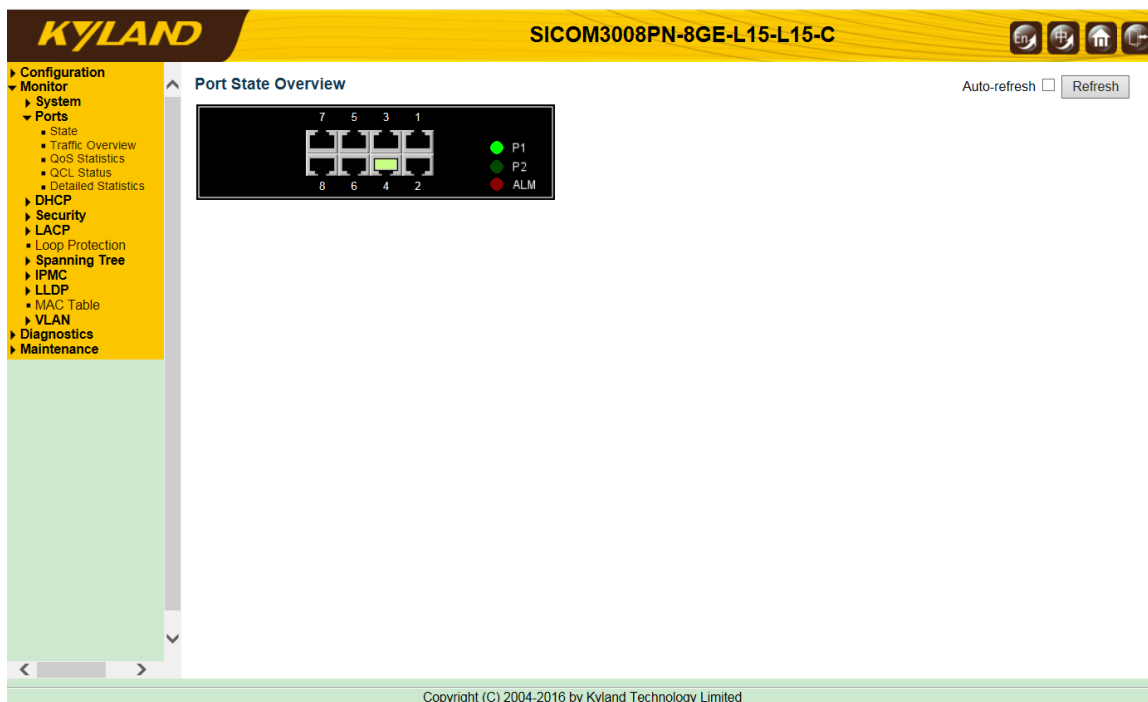 KYLAND
SICOM3008PN-8GE-L15-L15-C
En
中
Configuration
Monitor
System
Ports
State
Traffic Overview
QoS Statistics
QCL Status
Detailed Statistics
DHCP
Security
LACP
Loop Protection
Spanning Tree
IPMC
LLDP
MAC Table
VLAN
Diagnostics
Maintenance
Port State Overview
Auto-refresh
Refresh
7 5 3 1
P1
P2
ALM
8 6 4 2
Copyright (C) 2004-2016 by Kyland Technology Limited